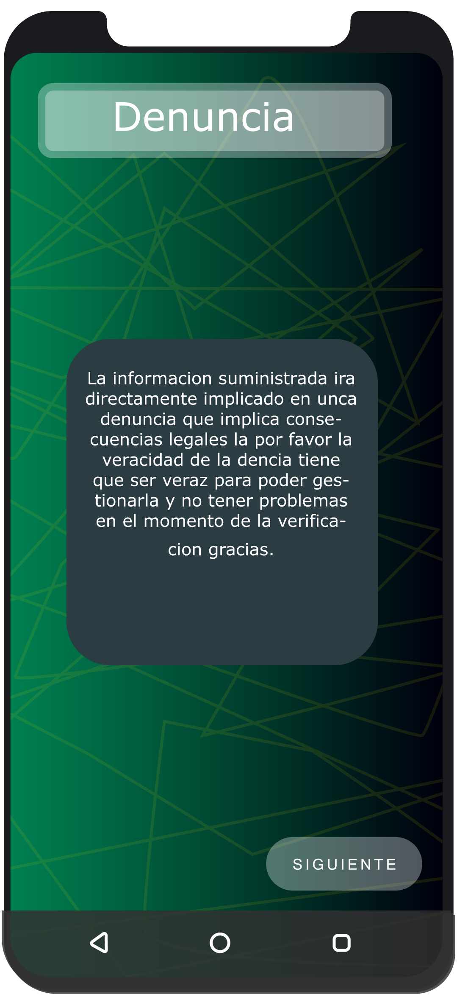 Denuncia
La informacion suministrada ira
directamente implicado en unca
denuncia que implica conse-
cuencias legales la por favor la
veracidad de la dencia tiene
que ser veraz para poder ges-
tionarla y no tener problemas
en el momento de la verifica-
cion gracias.
SIGUIENTE